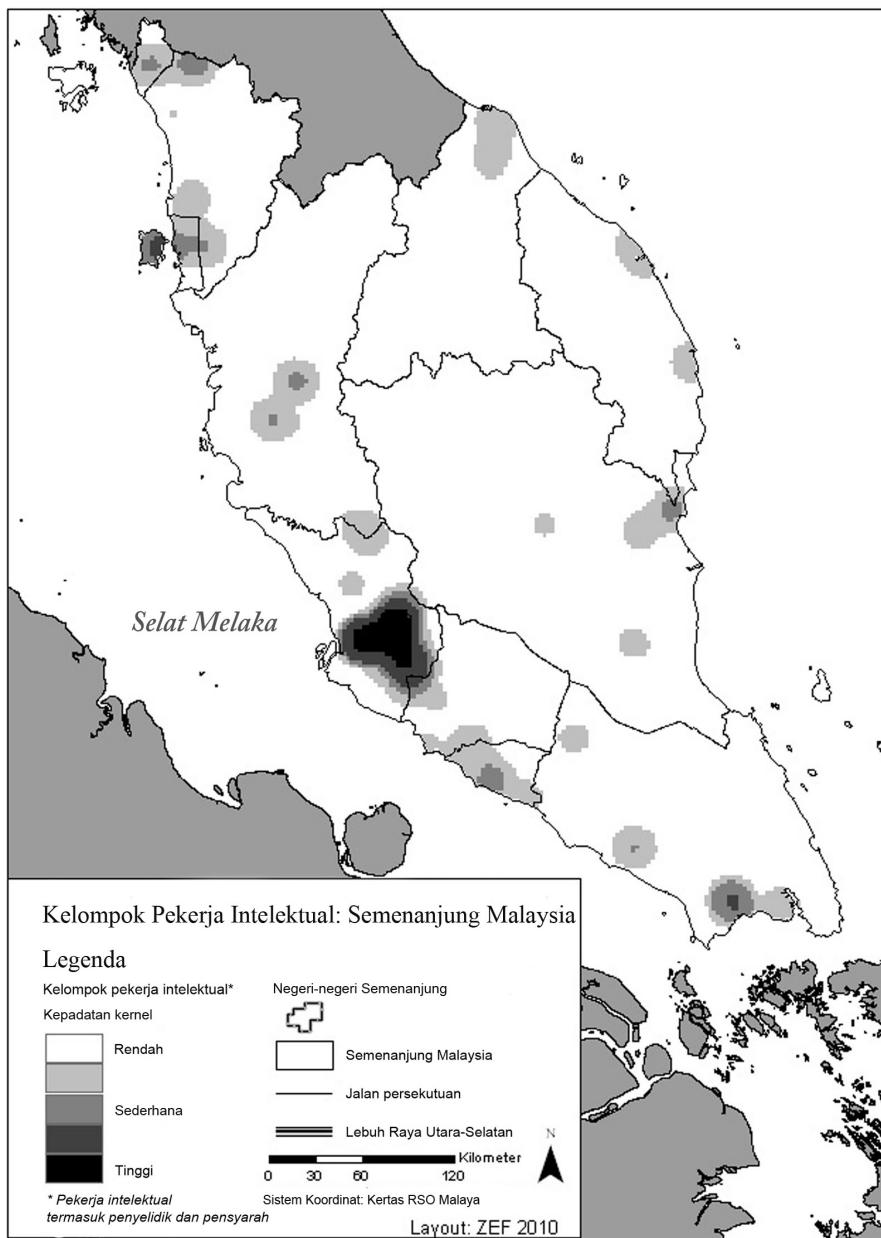 Selat Melaka
Kelompok Pekerja Intelektual: Semenanjung Malaysia
Legenda
Kelompok pekerja intelektual*
Kepadatan kernel
Rendah
Sederhana
Tinggi
* Pekerja intelektual
termasuk penyelidik dan pensyarah
Negeri-negeri Semenanjung
Semenanjung Malaysia
Jalan persekutuan
Lebuh Raya Utara-Selatan
N
Kilometer
0 30 60 120
Sistem Koordinat: Kertas RSO Malaya
Layout: ZEF 2010